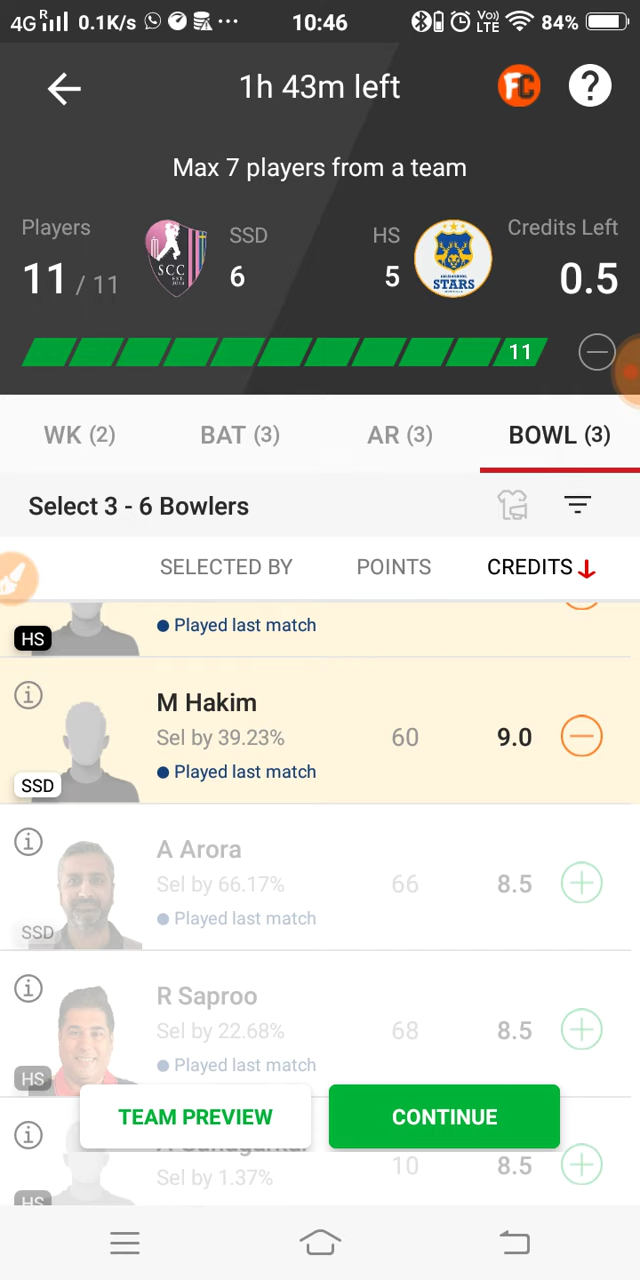 4G R 0.1K/s ... 10:46 Vo) LTE 84%
1h 43m left FC ?
Max 7 players from a team
Players SSD HS Credits Left
11 / 11 6 5 0.5
SCC
STARS
11
WK (2) BAT (3) AR (3) BOWL (3)
Select 3 - 6 Bowlers
SELECTED BY POINTS CREDITS
HS Played last match
M Hakim
Sel by 39.23% 60 9.0
Played last match
SSD
A Arora
Sel by 66.17% 66 8.5
Played last match
SSD
R Saproo
Sel by 22.68% 68 8.5
Played last match
HS
TEAM PREVIEW CONTINUE
Sel by 1.37% 10 8.5
HS